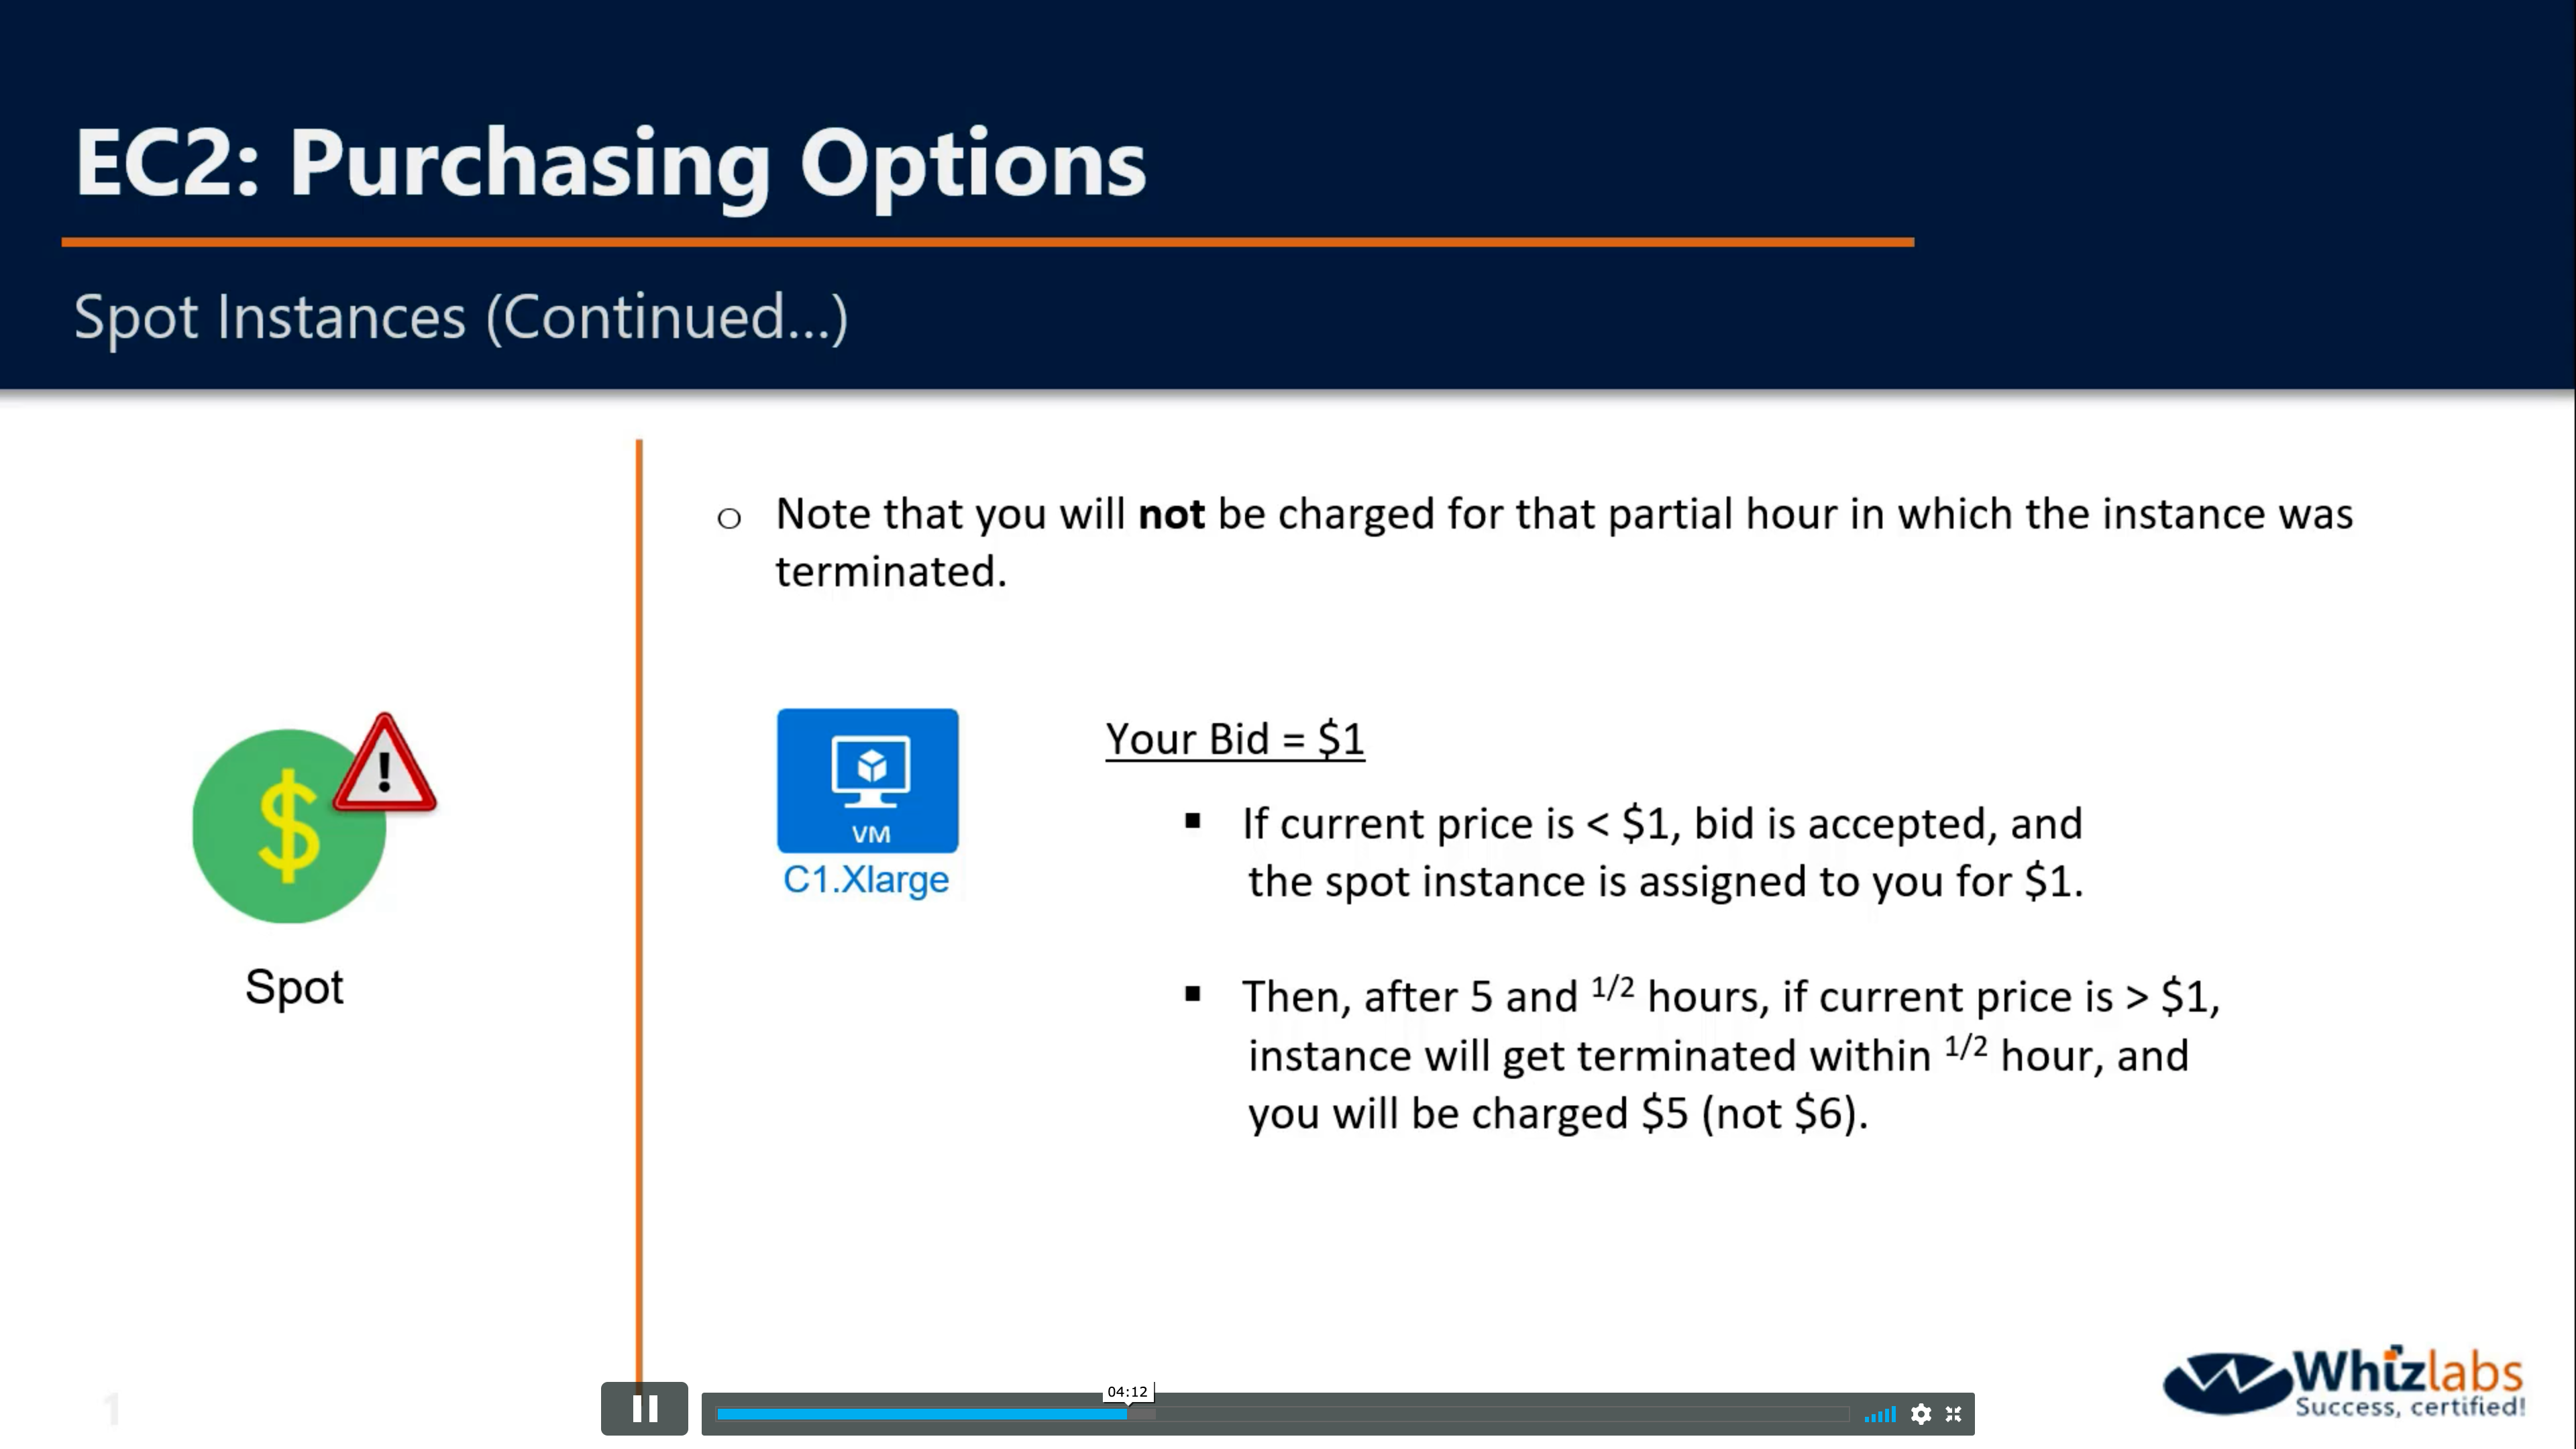 EC2: Purchasing Options
Spot Instances (Continued...)
o Note that you will not be charged for that partial hour in which the instance was
terminated.
Spot
VM
C1.Xlarge
Your Bid = $1
▪ If current price is < $1, bid is accepted, and
the spot instance is assigned to you for $1.
▪ Then, after 5 and 1/2 hours, if current price is > $1,
instance will get terminated within 1/2 hour, and
you will be charged $5 (not $6).
1
04:12
Whizlabs
Success, certified!